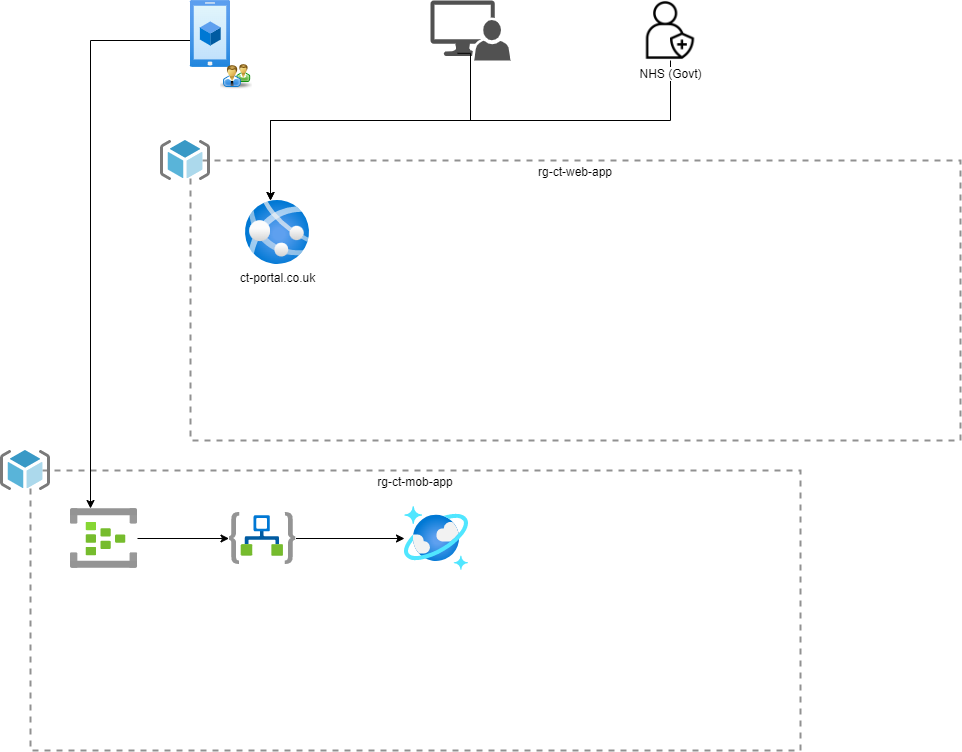 NHS (Govt)
rg-ct-web-app
ct-portal.co.uk
rg-ct-mob-app